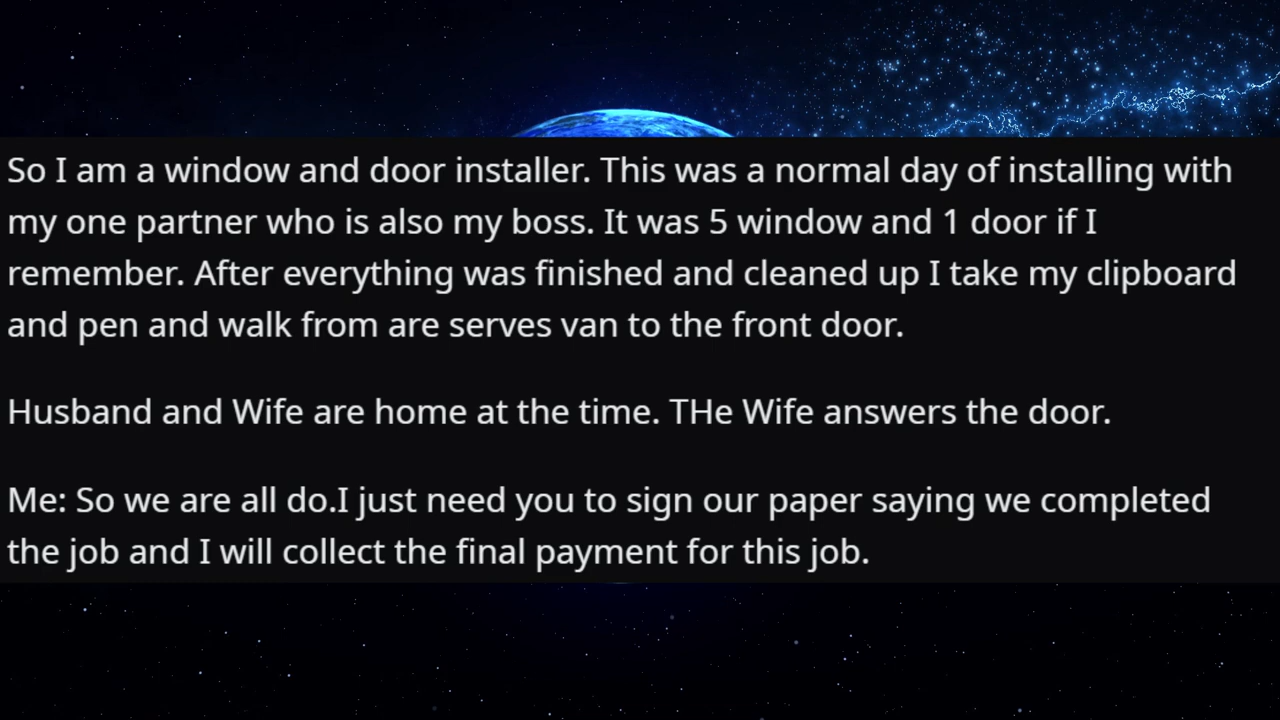 So I am a window and door installer. This was a normal day of installing with
my one partner who is also my boss. It was 5 window and 1 door if I
remember. After everything was finished and cleaned up I take my clipboard
and pen and walk from are serves van to the front door.
Husband and Wife are home at the time. THe Wife answers the door.
Me: So we are all do.I just need you to sign our paper saying we completed
the job and I will collect the final payment for this job.